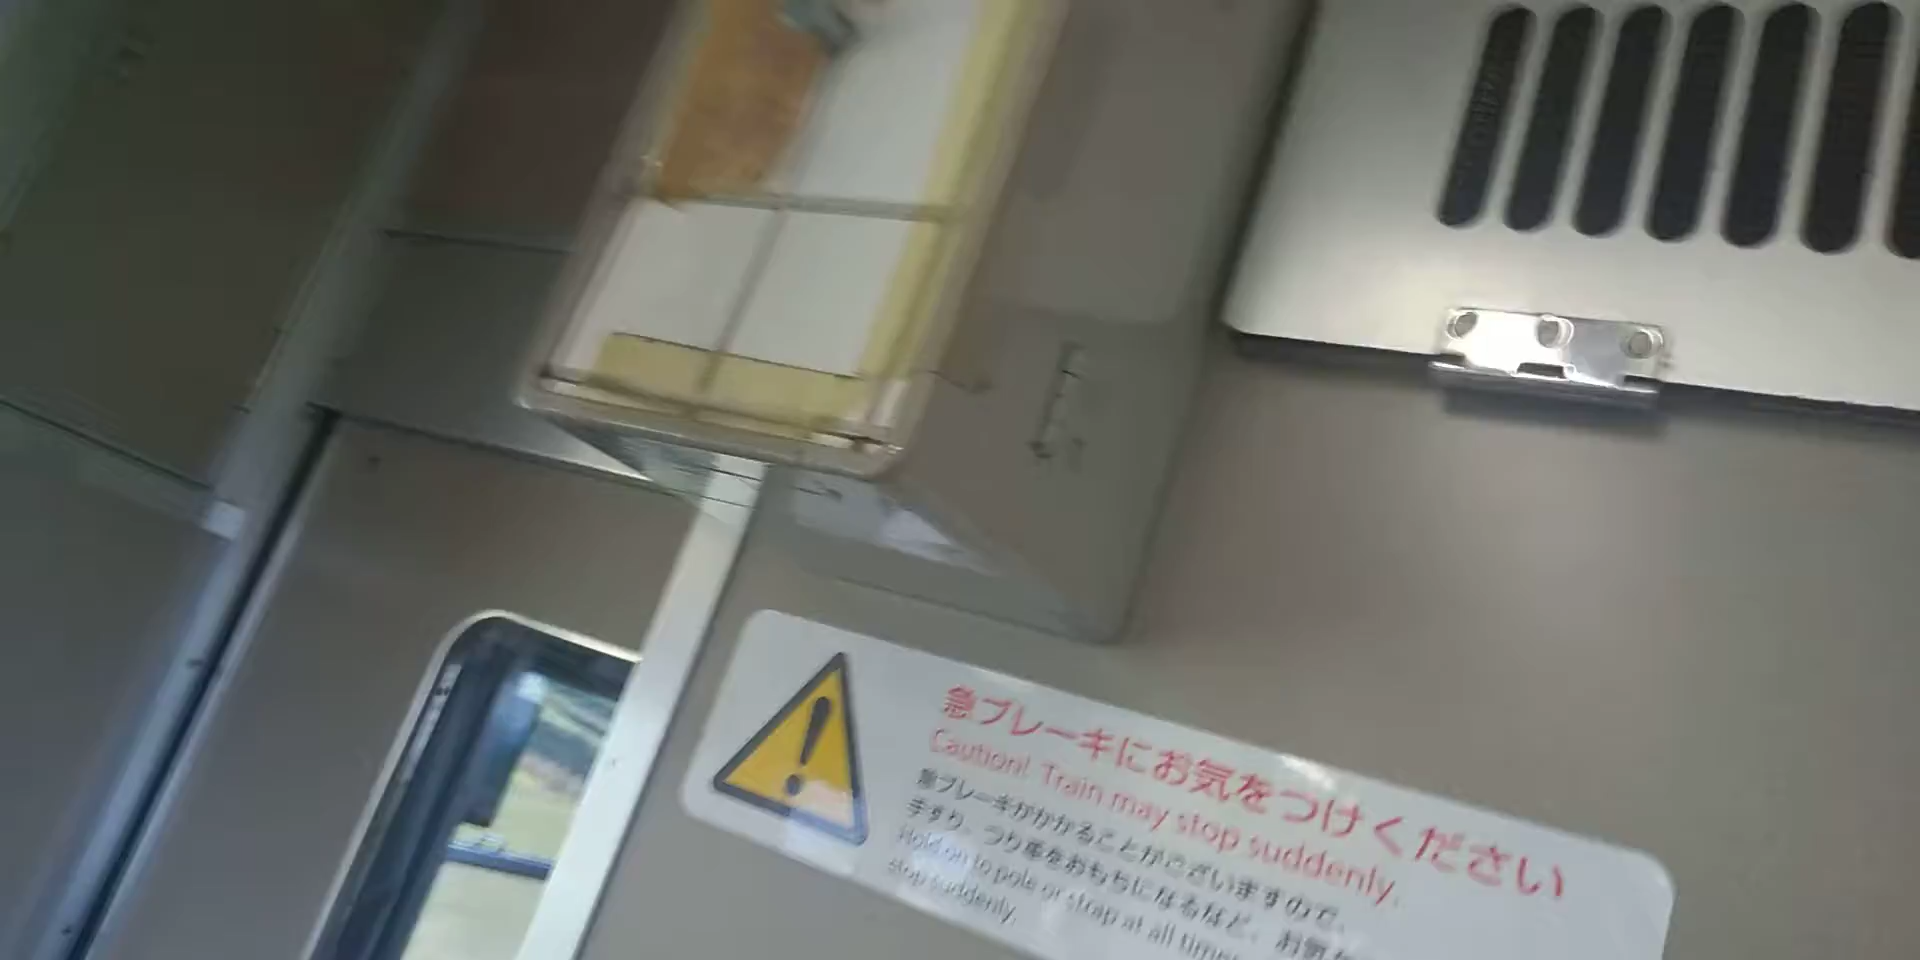 急ブレーキにお気をつけください
Caution! Train may stop suddenly.
急ブレーキがかかることがございますので、
手すり、つり革をおもちになるなど、お気
Hold on to pole or strap at all
stop suddenly.